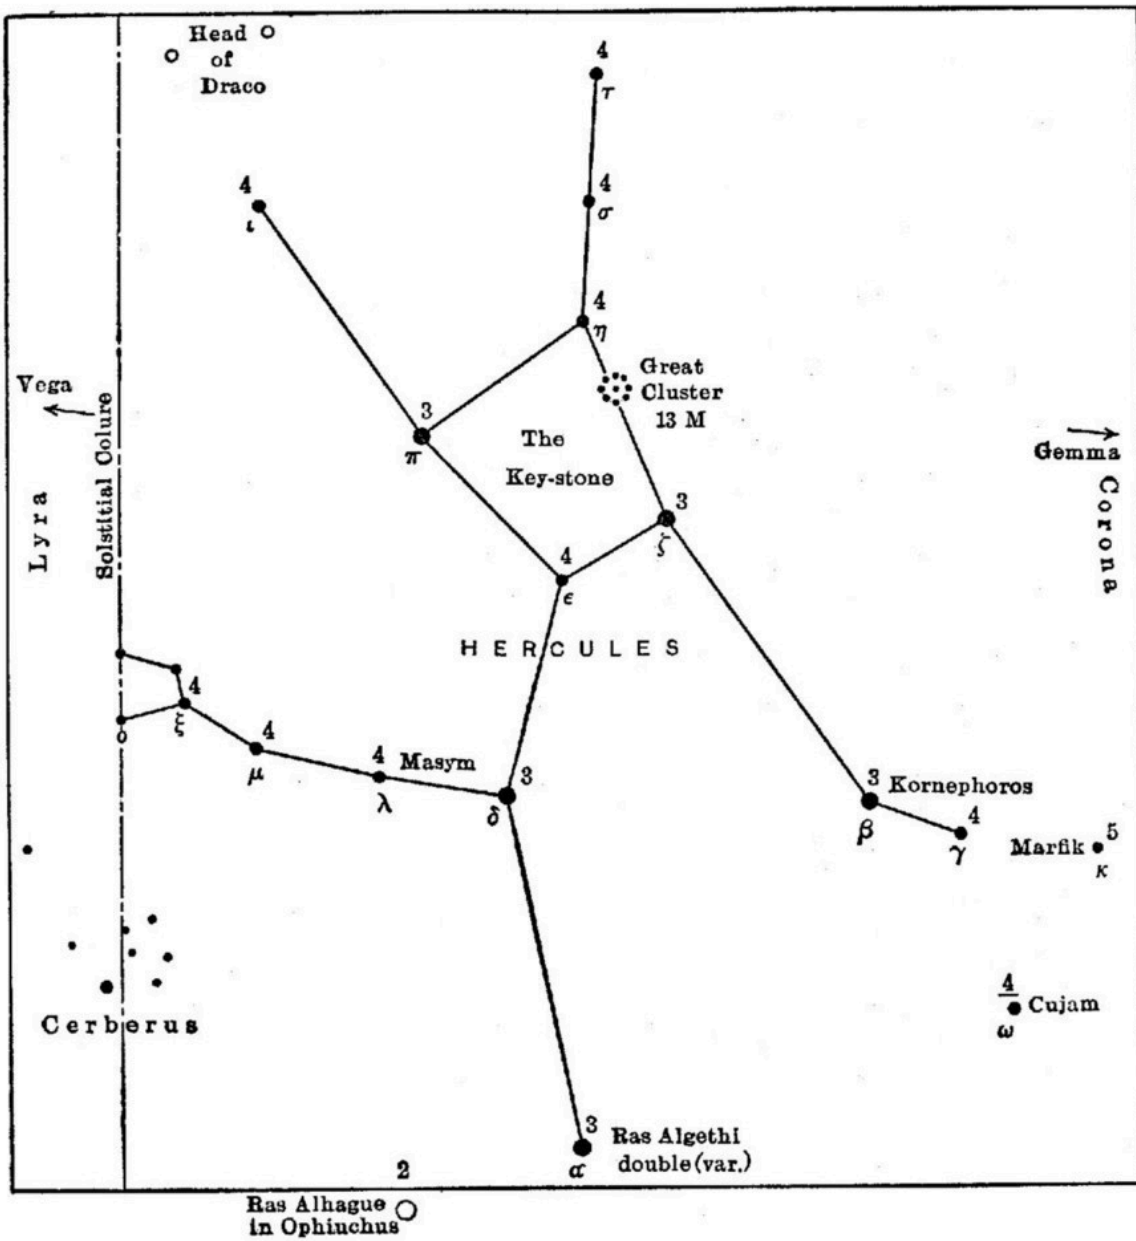 Head
of
Draco
4
τ
4
ι
4
σ
4
η
Great
Cluster
13 M
Vega
Solstitial Colure
Lyra
3
π
The
Key-stone
Gemma
Corona
3
ζ
4
ε
HERCULES
4
ξ
o
4
μ
4
Masym
λ
3
δ
3
Kornephoros
β
4
γ
5
Marfik
κ
4
Cujam
ω
Cerberus
3
Ras Algethi
double (var.)
α
2
Ras Alhague
in Ophiuchus